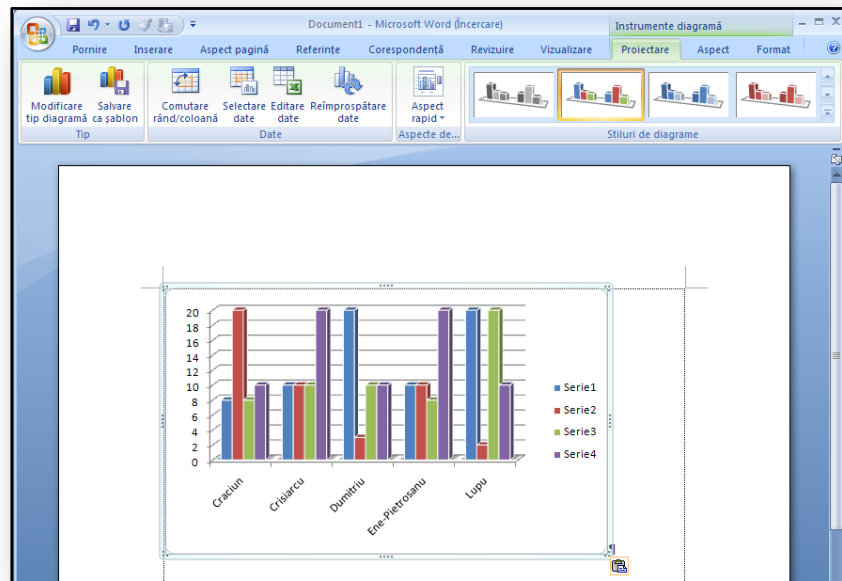 Document1 - Microsoft Word (Încercare)
Instrumente diagramă
Pornire Inserare Aspect pagină Referințe Corespondență Revizuire Vizualizare Proiectare Aspect Format
Modificare tip diagramă
Salvare ca șablon
Comutare rând/coloană
Selectare date
Editare date
Reîmprospătare date
Aspect rapid
Tip
Date
Aspecte de...
Stiluri de diagrame
20
18
16
14
12
10
8
6
4
2
0
Craciun
Crisiarcu
Dumitriu
Ene-Pietrosanu
Lupu
Serie1
Serie2
Serie3
Serie4